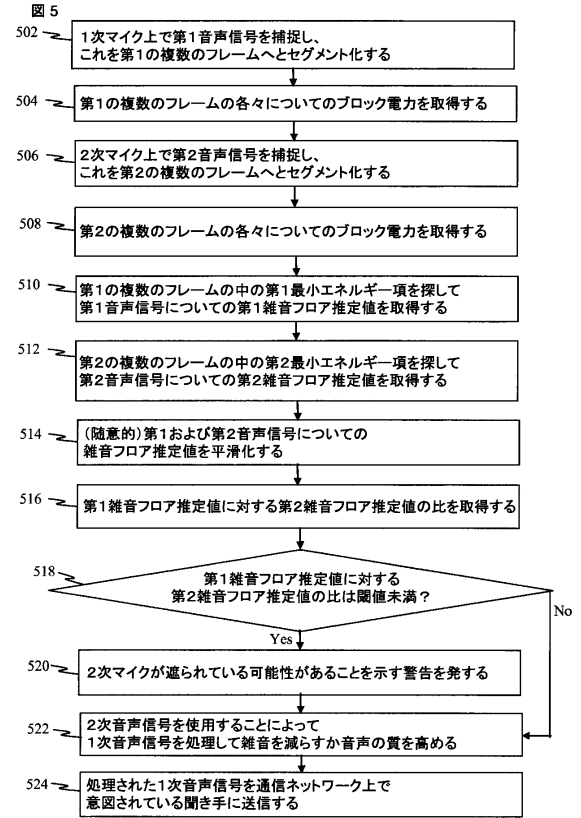 図5
502
1次マイク上で第1音声信号を捕捉し、
これを第1の複数のフレームへとセグメント化する
504
第1の複数のフレームの各々についてのブロック電力を取得する
506
2次マイク上で第2音声信号を捕捉し、
これを第2の複数のフレームへとセグメント化する
508
第2の複数のフレームの各々についてのブロック電力を取得する
510
第1の複数のフレームの中の第1最小エネルギー項を探して
第1音声信号についての第1雑音フロア推定値を取得する
512
第2の複数のフレームの中の第2最小エネルギー項を探して
第2音声信号についての第2雑音フロア推定値を取得する
514
(随意的)第1および第2音声信号についての
雑音フロア推定値を平滑化する
516
第1雑音フロア推定値に対する第2雑音フロア推定値の比を取得する
518
第1雑音フロア推定値に対する
第2雑音フロア推定値の比は閾値未満?
No
Yes
520
2次マイクが遮られている可能性があることを示す警告を発する
522
2次音声信号を使用することによって
1次音声信号を処理して雑音を減らすか音声の質を高める
524
処理された1次音声信号を通信ネットワーク上で
意図されている聞き手に送信する